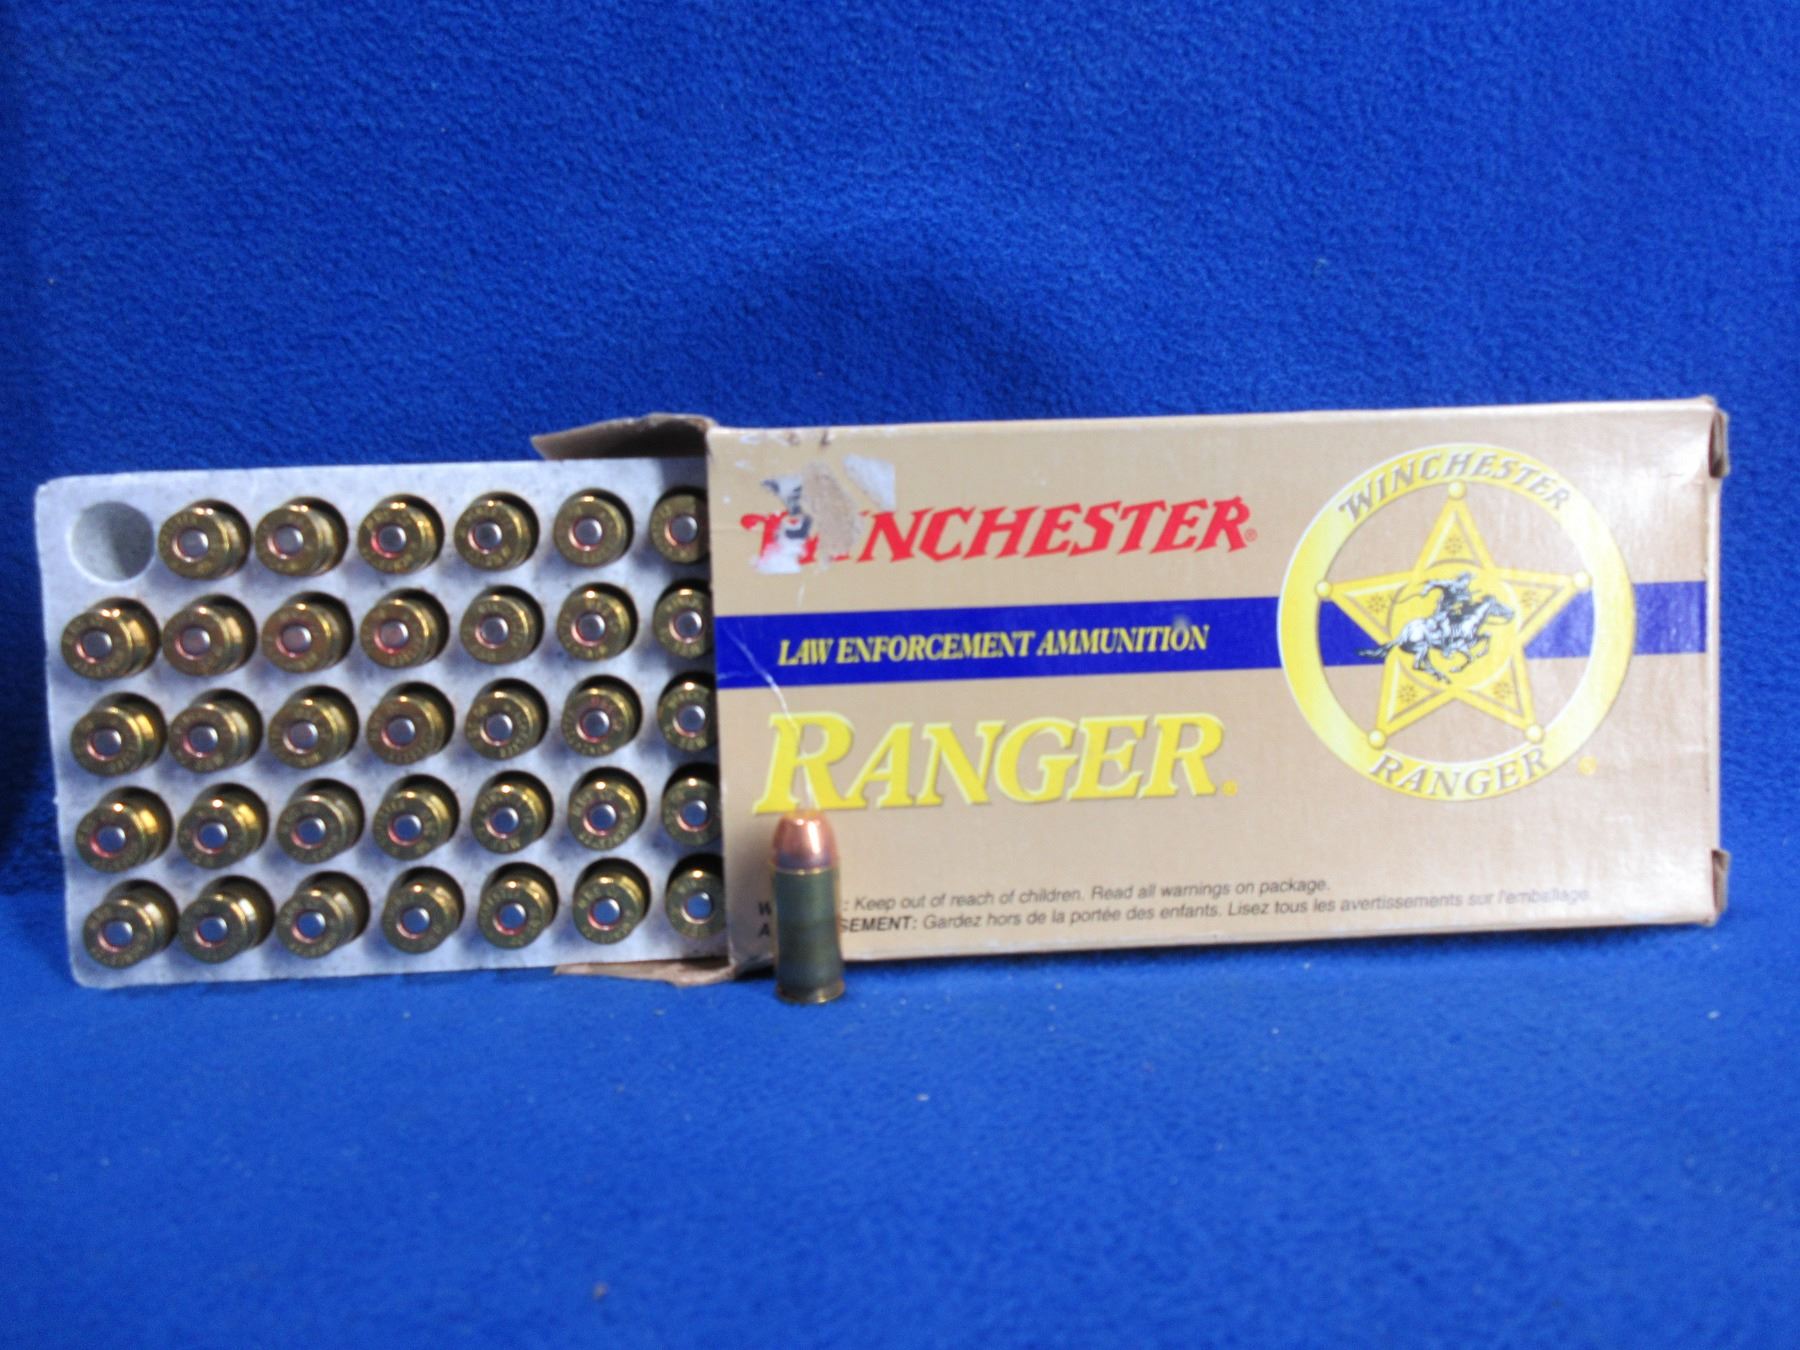 WINCHESTER®
LAW ENFORCEMENT AMMUNITION
RANGER®
WINCHESTER
RANGER
: Keep out of reach of children. Read all warnings on package.
SEMENT: Gardez hors de la portée des enfants. Lisez tous les avertissements sur l'emballage.